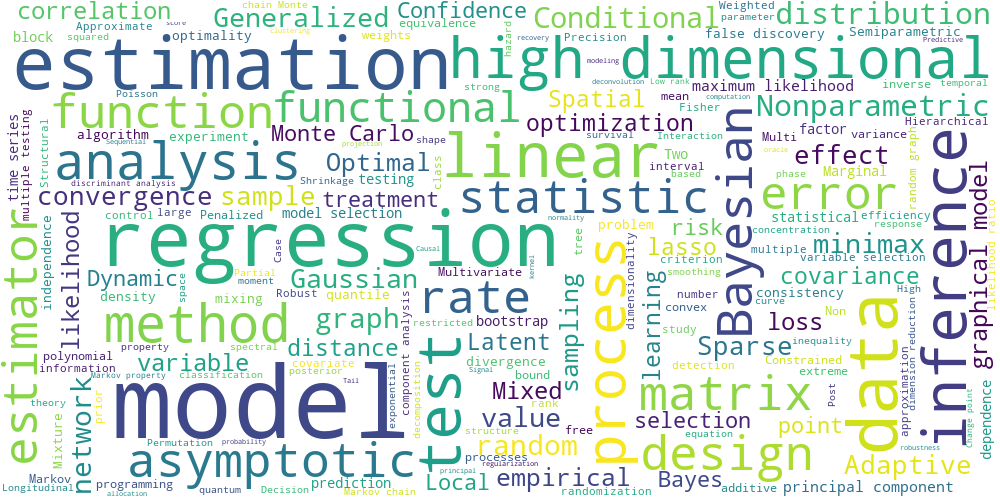 correlation
chain Monte
Approximate
score
Generalized
Confidence
equivalence
Conditional
Weighted
parameter
distribution
block
squared
optimality
clustering
weights
hazard
recovery
Precision
false discovery
Semiparametric
estimation
high dimensional
modeling
Predictive
Poisson
strong
deconvolution
Low rank
mean
maximum likelihood
computation
inverse
temporal
function
functional
Spatial
Fisher
Nonparametric
Hierarchical
time series
multiple testing
Structural
algorithm
Sequential
experiment
Monte Carlo
shape
optimization
survival
Interaction
Multi
factor
variance
analysis
projection
Optimal
class
linear
Two
interval
based
Bayesian
oracle
effect
random graph
discriminant analysis
Shrinkage
testing
phase
Marginal
convergence
sample
treatment
statistic
error
inference
graphical model
likelihood ratio
estimator
independence
likelihood
control
large
Penalized
model selection
normality
problem
risk
statistical
efficiency
concentration
response
regression
Case
Causal
tree
process
dimensionality
lasso
criterion
multiple
variable selection
minimax
Dynamic
space
Partial
moment
Gaussian
Multivariate
kernel
sampling
learning
smoothing
covariance
density
mixing
Robust
quantile
rate
number
convex
curve
consistency
High
Non
data
method
graph
restricted
bootstrap
study
loss
dimension reduction
property
spectral
distance
component analysis
test
Latent
Sparse
inequality
approximation
polynomial
information
variable
covariate
posterior
exponential
decomposition
divergence
bound
detection
Constrained
extreme
Markov property
classification
Tail
Signal
Mixed
matrix
Post
theory
prior
network
model
rank
value
selection
point
Change point
dependence
Mixture
structure
free
equation
Permutation
probability
random
design
robustness
Markov
programming
asymptotic
processes
regularization
Adaptive
Longitudinal
allocation
quantum
Decision
prediction
Markov chain
Local
principal
empirical
randomization
Bayes
additive
principal component